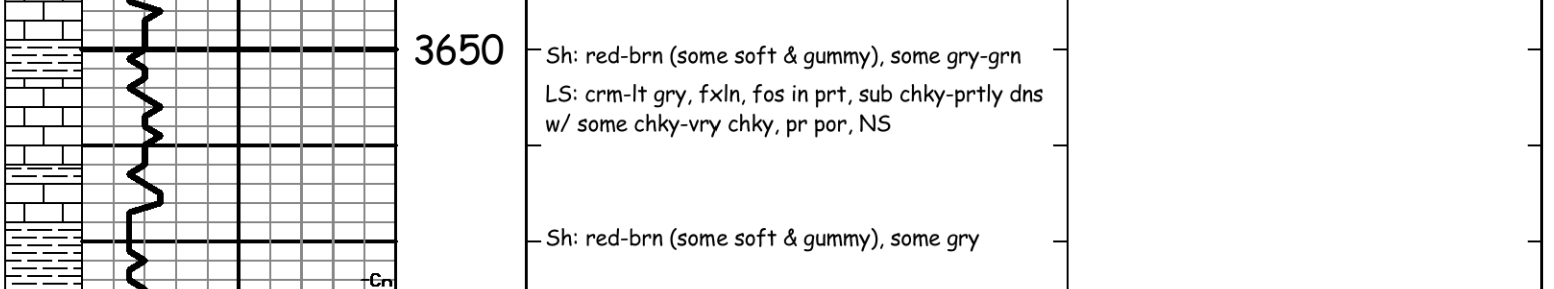 3650
Sh: red-brn (some soft & gummy), some gry-grn
LS: crm-lt gry, fxln, fos in prt, sub chky-prtly dns
w/ some chky-vry chky, pr por, NS
Sh: red-brn (some soft & gummy), some gry